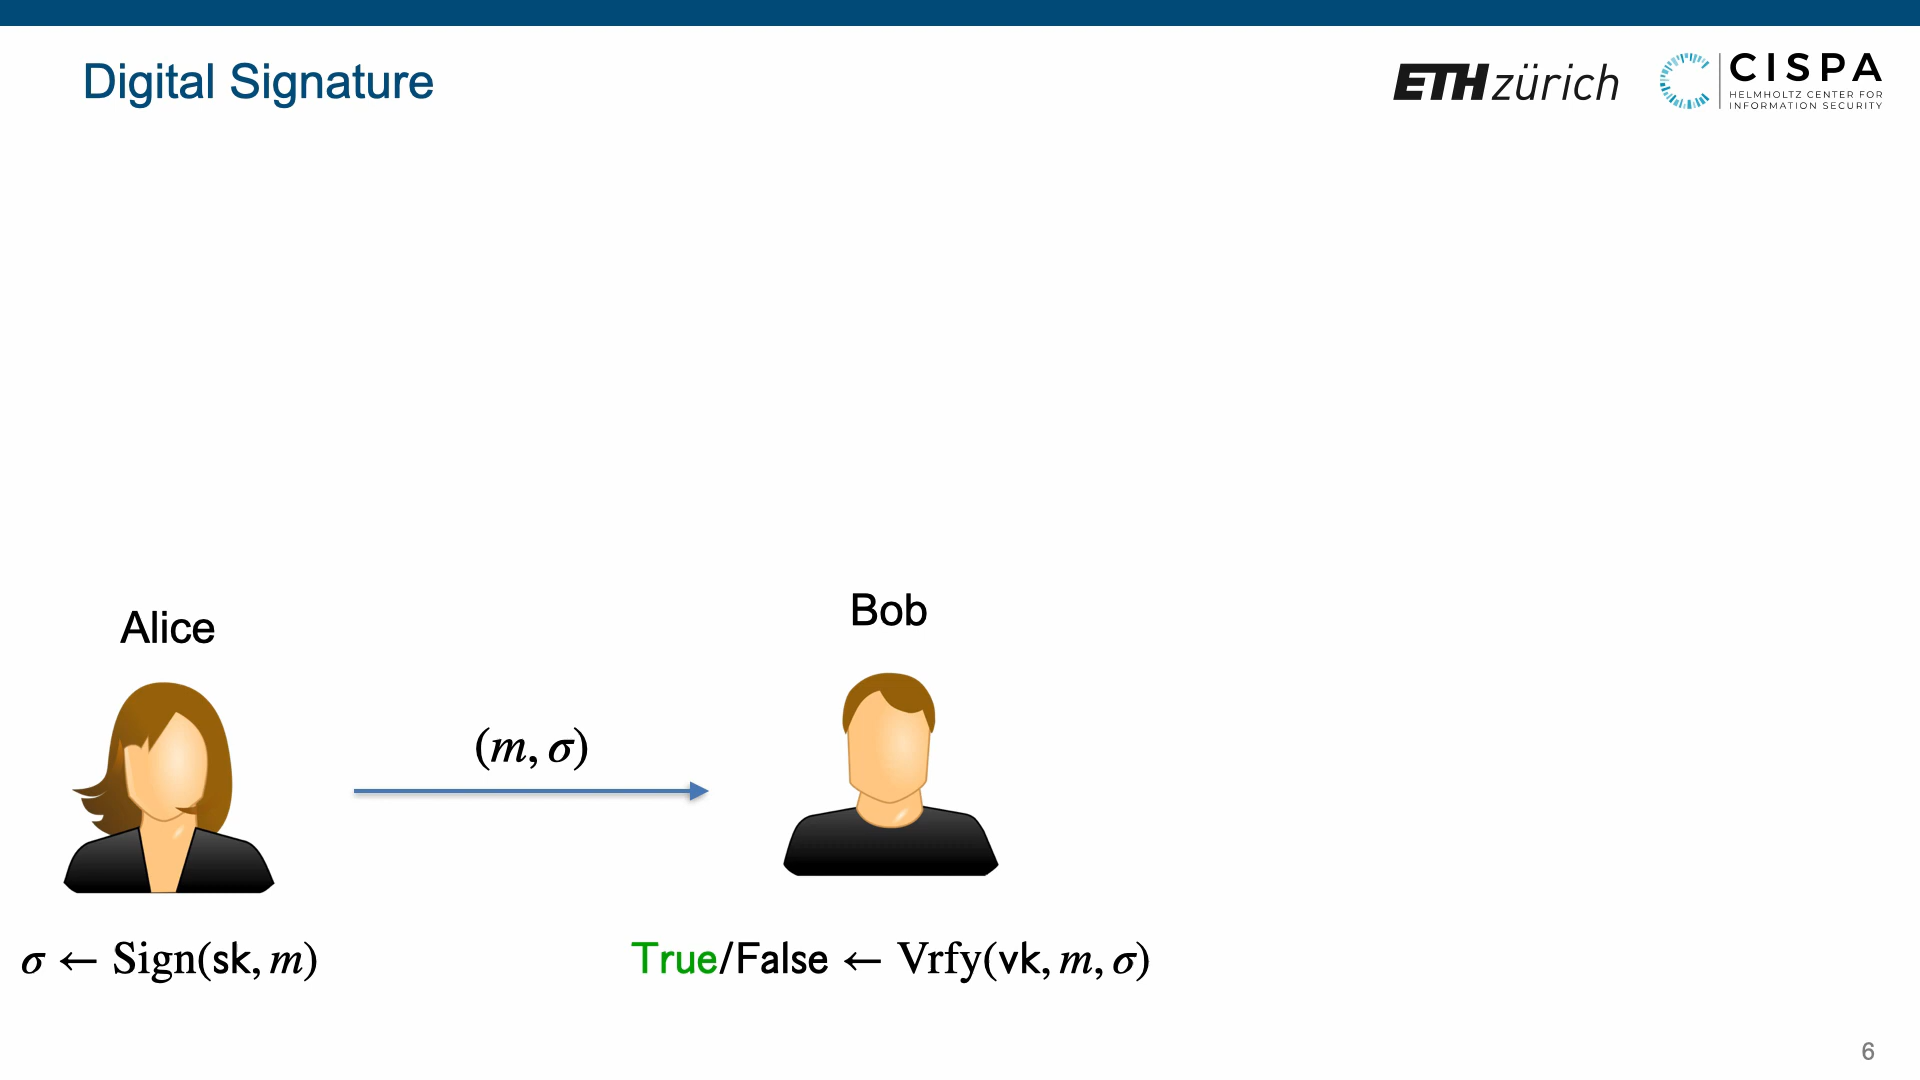 Digital Signature
ETH zürich
CISPA
HELMHOLTZ CENTER FOR
INFORMATION SECURITY
Alice
Bob
(m, σ)
σ ← Sign(sk, m)
True/False ← Vrfy(vk, m, σ)
6